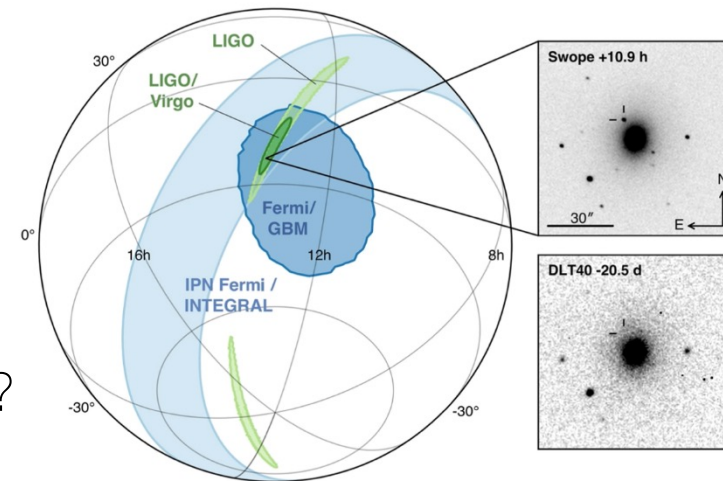 LIGO
LIGO/
Virgo
Fermi/
GBM
IPN Fermi /
INTEGRAL
30°
0°
-30°
-30°
16h
12h
8h
?
Swope +10.9 h
30"
N
E
DLT40 -20.5 d